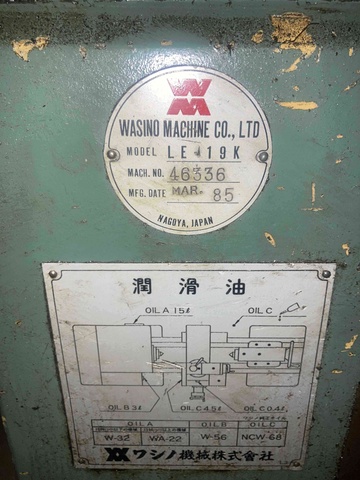 WASINO MACHINE CO., LTD
MODEL LE-19K
MACH. NO. 46336
MFG. DATE MAR. 85
NAGOYA, JAPAN
潤滑油
OIL A 15ℓ OIL C
OIL B 3ℓ OIL C 4.5ℓ OIL C 0.4ℓ
OIL A OIL B OIL C
W-32 WA-22 W-56 NCW-68
ワシノ機械株式会社